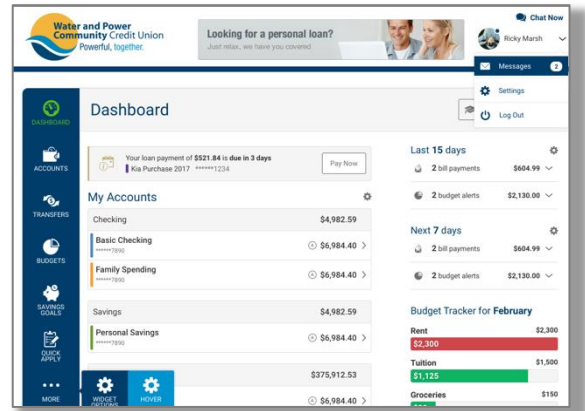 Water and Power
Community Credit Union
Powerful, together.
Looking for a personal loan?
Just relax, we have you covered
Chat Now
Ricky Marsh
Messages 2
Settings
Log Out
DASHBOARD
Dashboard
ACCOUNTS
TRANSFERS
BUDGETS
SAVINGS
GOALS
QUICK
APPLY
MORE
WIDGET
OPTIONS
HOVER
Your loan payment of $521.84 is due in 3 days
Kia Purchase 2017 ******1234
Pay Now
My Accounts
Checking $4,982.59
Basic Checking
******7890
$6,984.40
Family Spending
******7890
$6,984.40
Savings $4,982.59
Personal Savings
******7890
$6,984.40
$375,912.53
$6,984.40
Last 15 days
2 bill payments $604.99
2 budget alerts $2,130.00
Next 7 days
2 bill payments $604.99
2 budget alerts $2,130.00
Budget Tracker for February
Rent $2,300
$2,300
Tuition $1,500
$1,125
Groceries $150